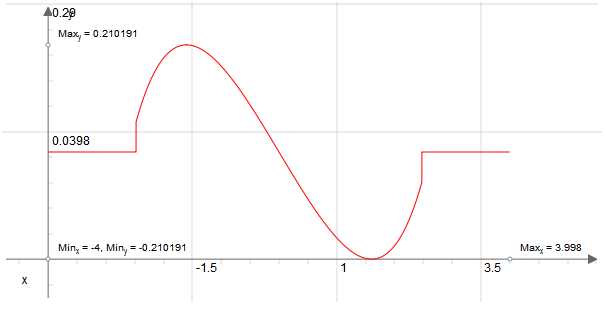 0.29
y
Maxy = 0.210191
0.0398
Minx = -4, Miny = -0.210191
Maxx = 3.998
-1.5
1
3.5
x